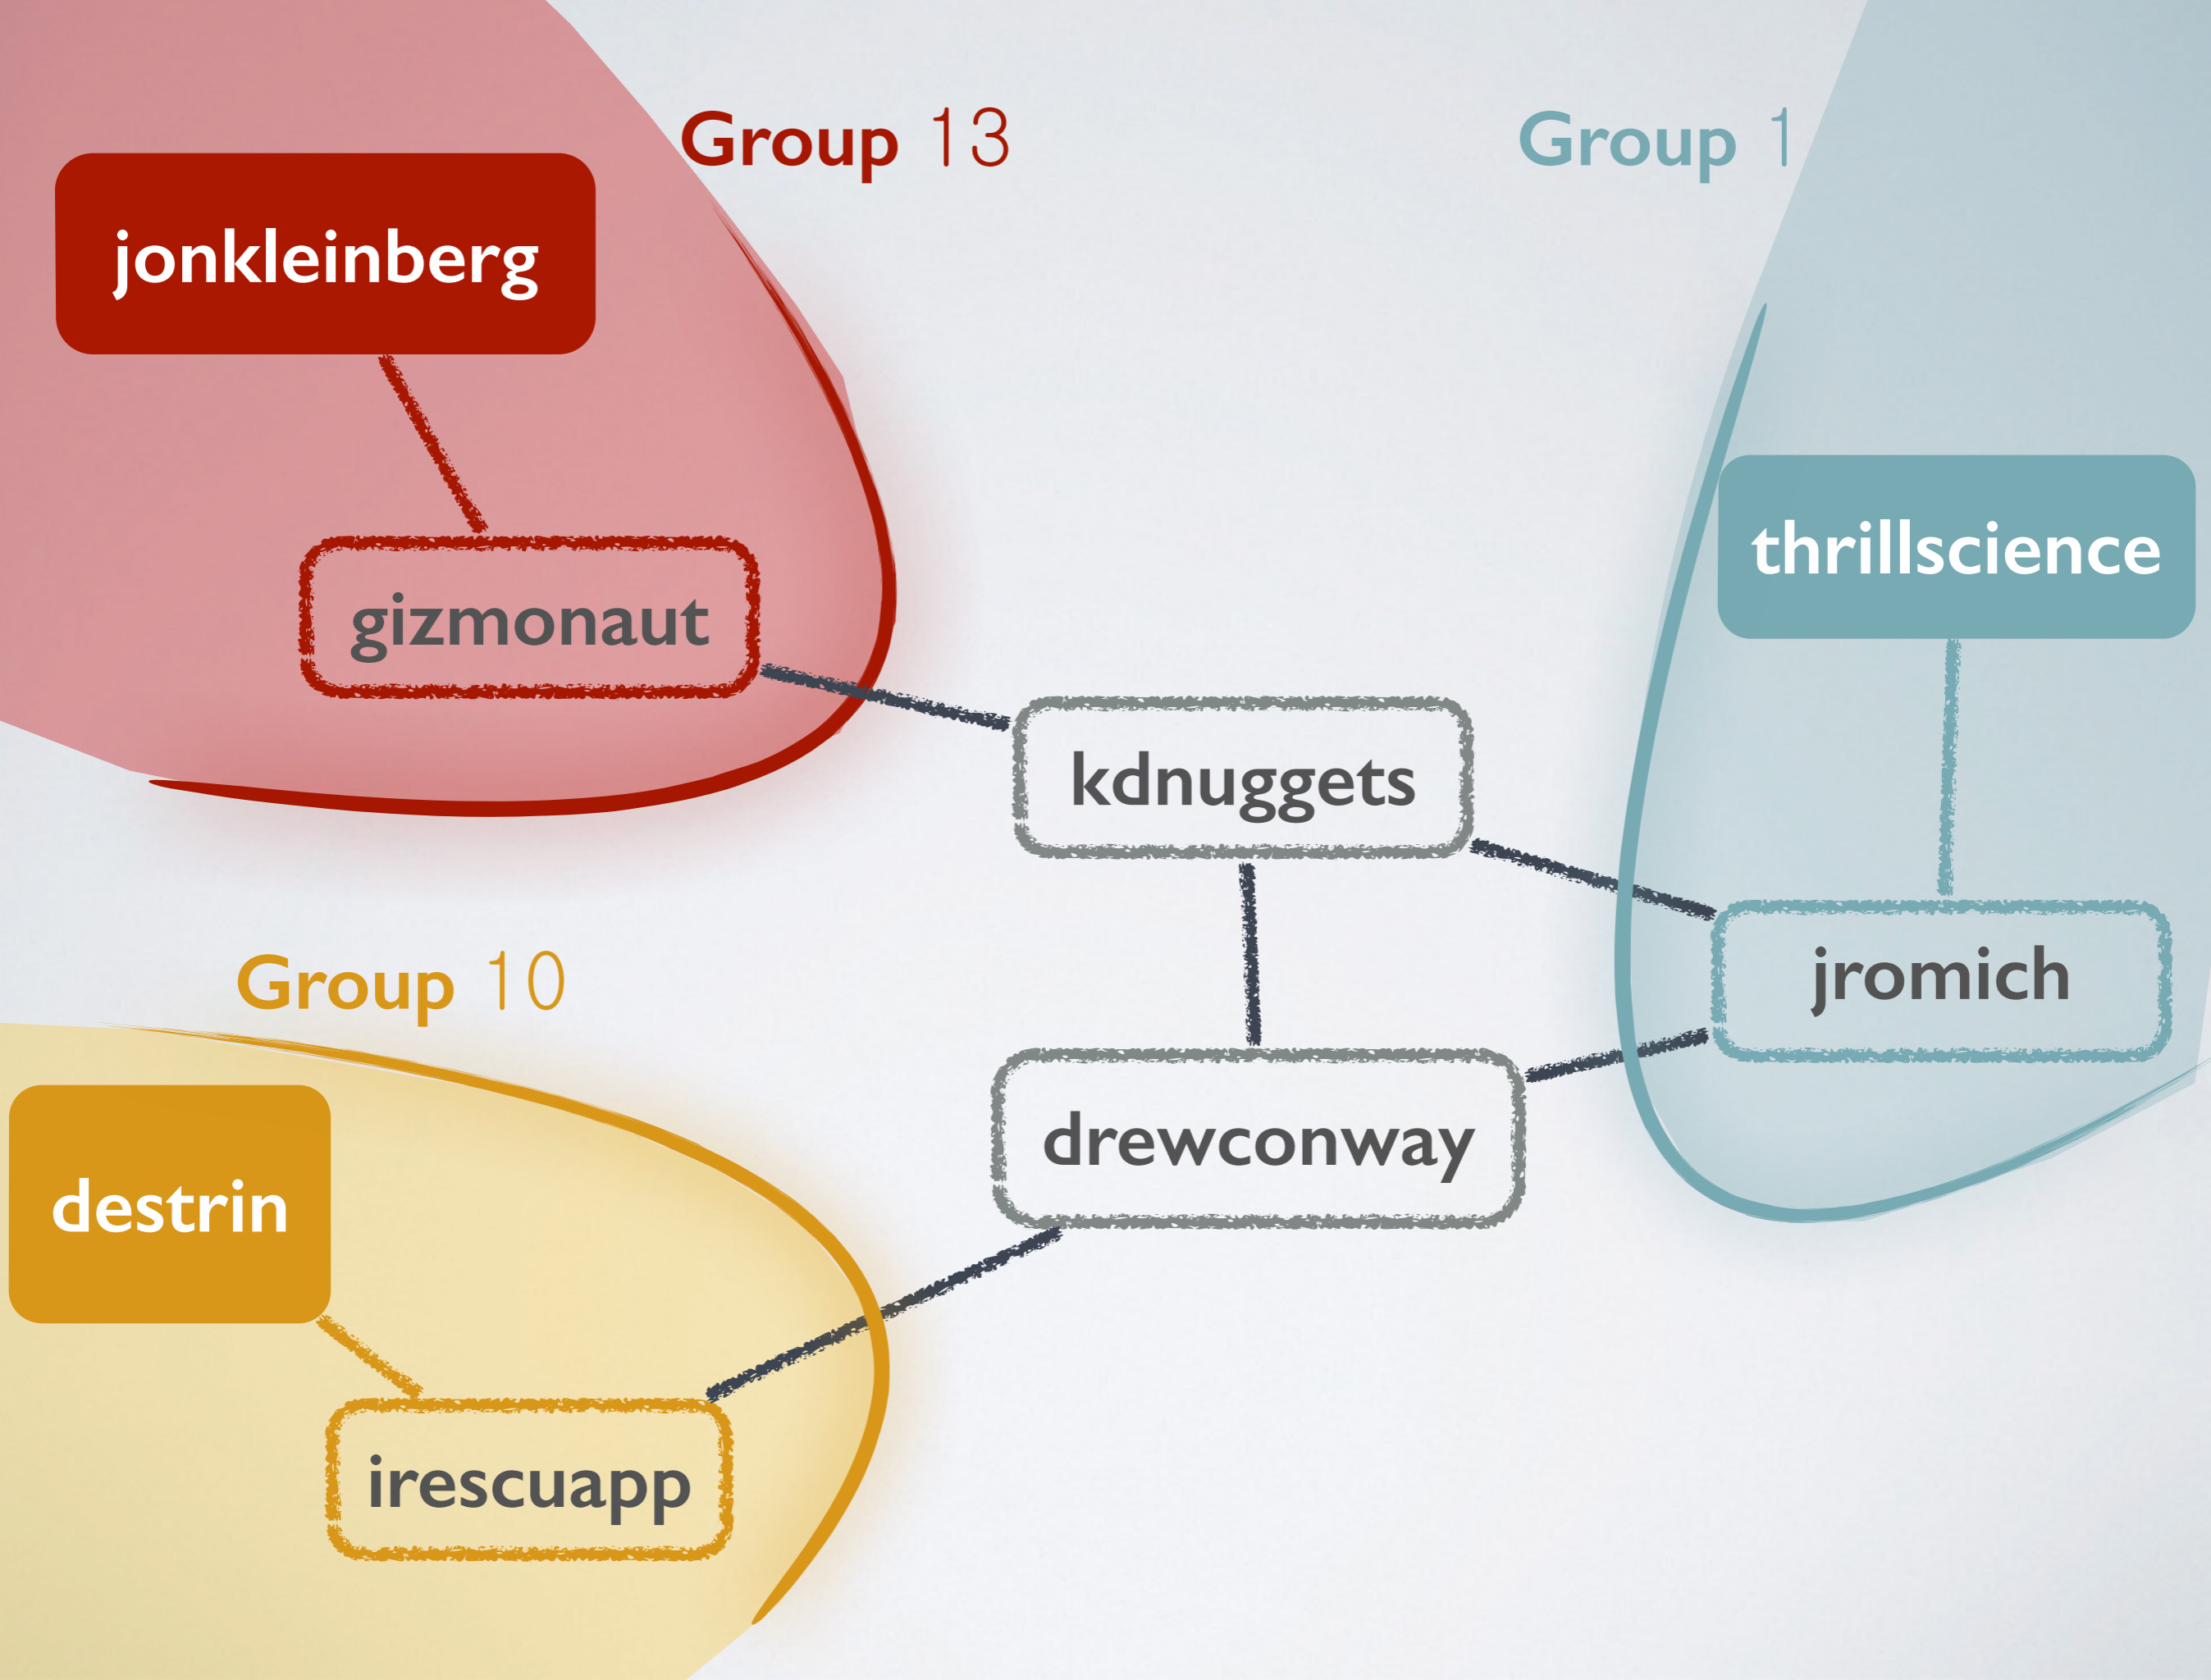 Group 13
Group 1
jonkleinberg
thrillscience
gizmonaut
kdnuggets
jromich
Group 10
drewconway
destrin
irescuapp